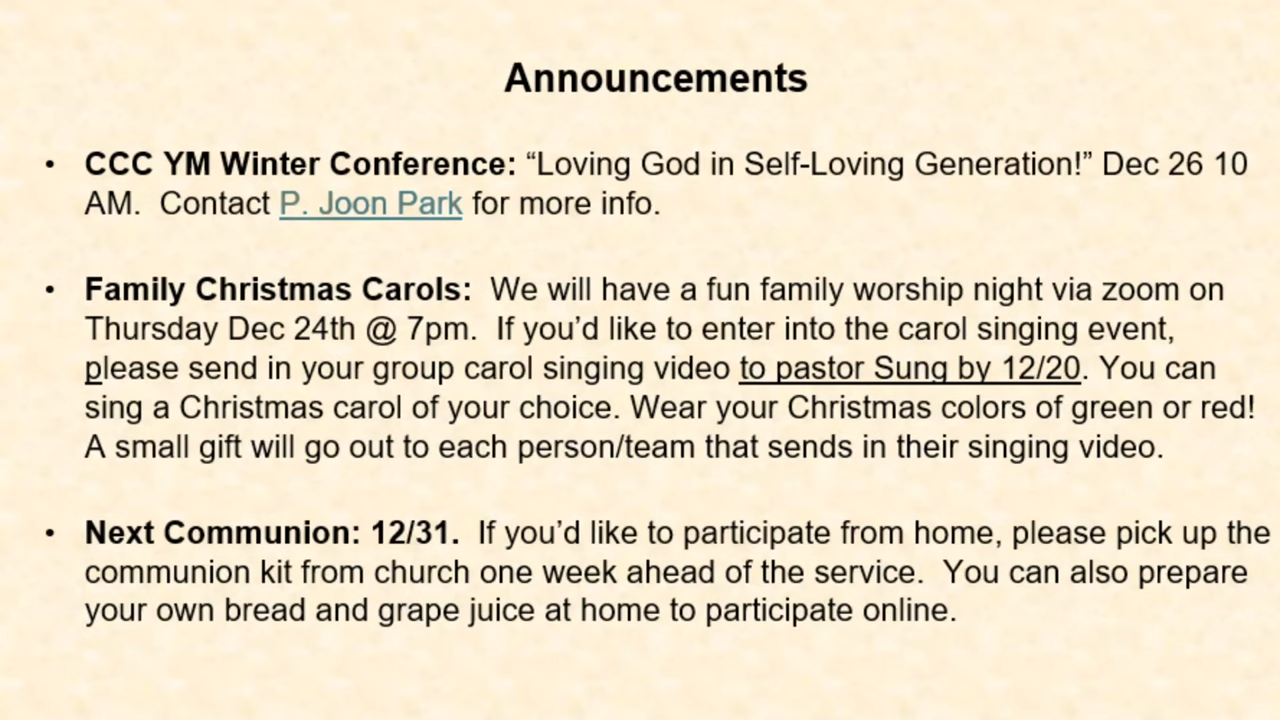 Announcements
• CCC YM Winter Conference: “Loving God in Self-Loving Generation!” Dec 26 10
AM.  Contact P. Joon Park for more info.
• Family Christmas Carols:  We will have a fun family worship night via zoom on
Thursday Dec 24th @ 7pm.  If you’d like to enter into the carol singing event,
please send in your group carol singing video to pastor Sung by 12/20. You can
sing a Christmas carol of your choice. Wear your Christmas colors of green or red!
A small gift will go out to each person/team that sends in their singing video.
• Next Communion: 12/31.  If you’d like to participate from home, please pick up the
communion kit from church one week ahead of the service.  You can also prepare
your own bread and grape juice at home to participate online.